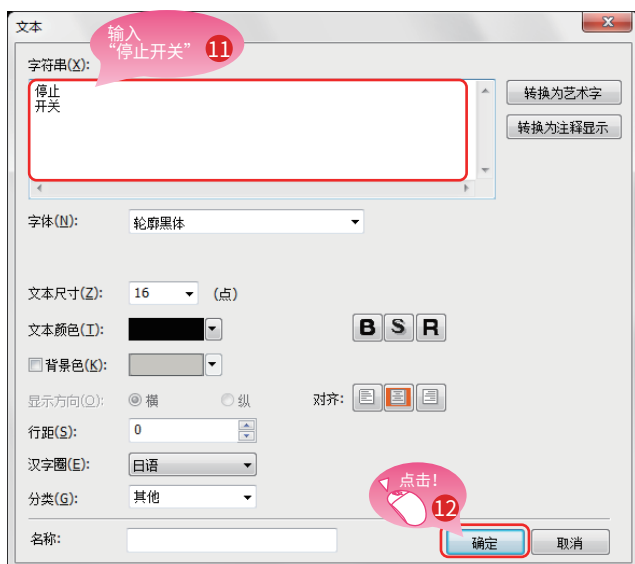 文本
输入
“停止开关” 11
字符串(X):
停止
开关
转换为艺术字
转换为注释显示
字体(N): 轮廓黑体
文本尺寸(Z): 16 (点)
文本颜色(T): B S R
背景色(K):
显示方向(O): 横 纵 对齐:
行距(S): 0
汉字圈(E): 日语
分类(G): 其他
点击！
12
名称:
确定 取消